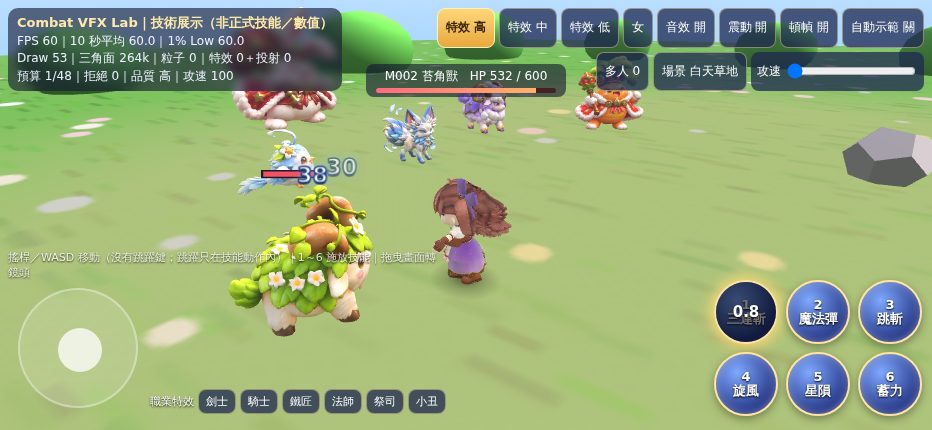 Combat VFX Lab｜技術展示（非正式技能／數值）
FPS 60｜10 秒平均 60.0｜1% Low 60.0
Draw 53｜三角面 264k｜粒子 0｜特效 0＋投射 0
預算 1/48｜拒絕 0｜品質 高｜攻速 100
特效 高
特效 中
特效 低
女
音效 開
震動 開
頓幀 開
自動示範 關
M002 苔角獸 HP 532 / 600
多人 0
場景 白天草地
攻速
38
30
搖桿／WASD 移動（沒有跳躍鍵；跳躍只在技能動作內）｜1～6 施放技能｜拖曳畫面轉
鏡頭
1
三連斬
0.8
2
魔法彈
3
跳斬
4
旋風
5
星隕
6
蓄力
職業特效
劍士
騎士
鐵匠
法師
祭司
小丑